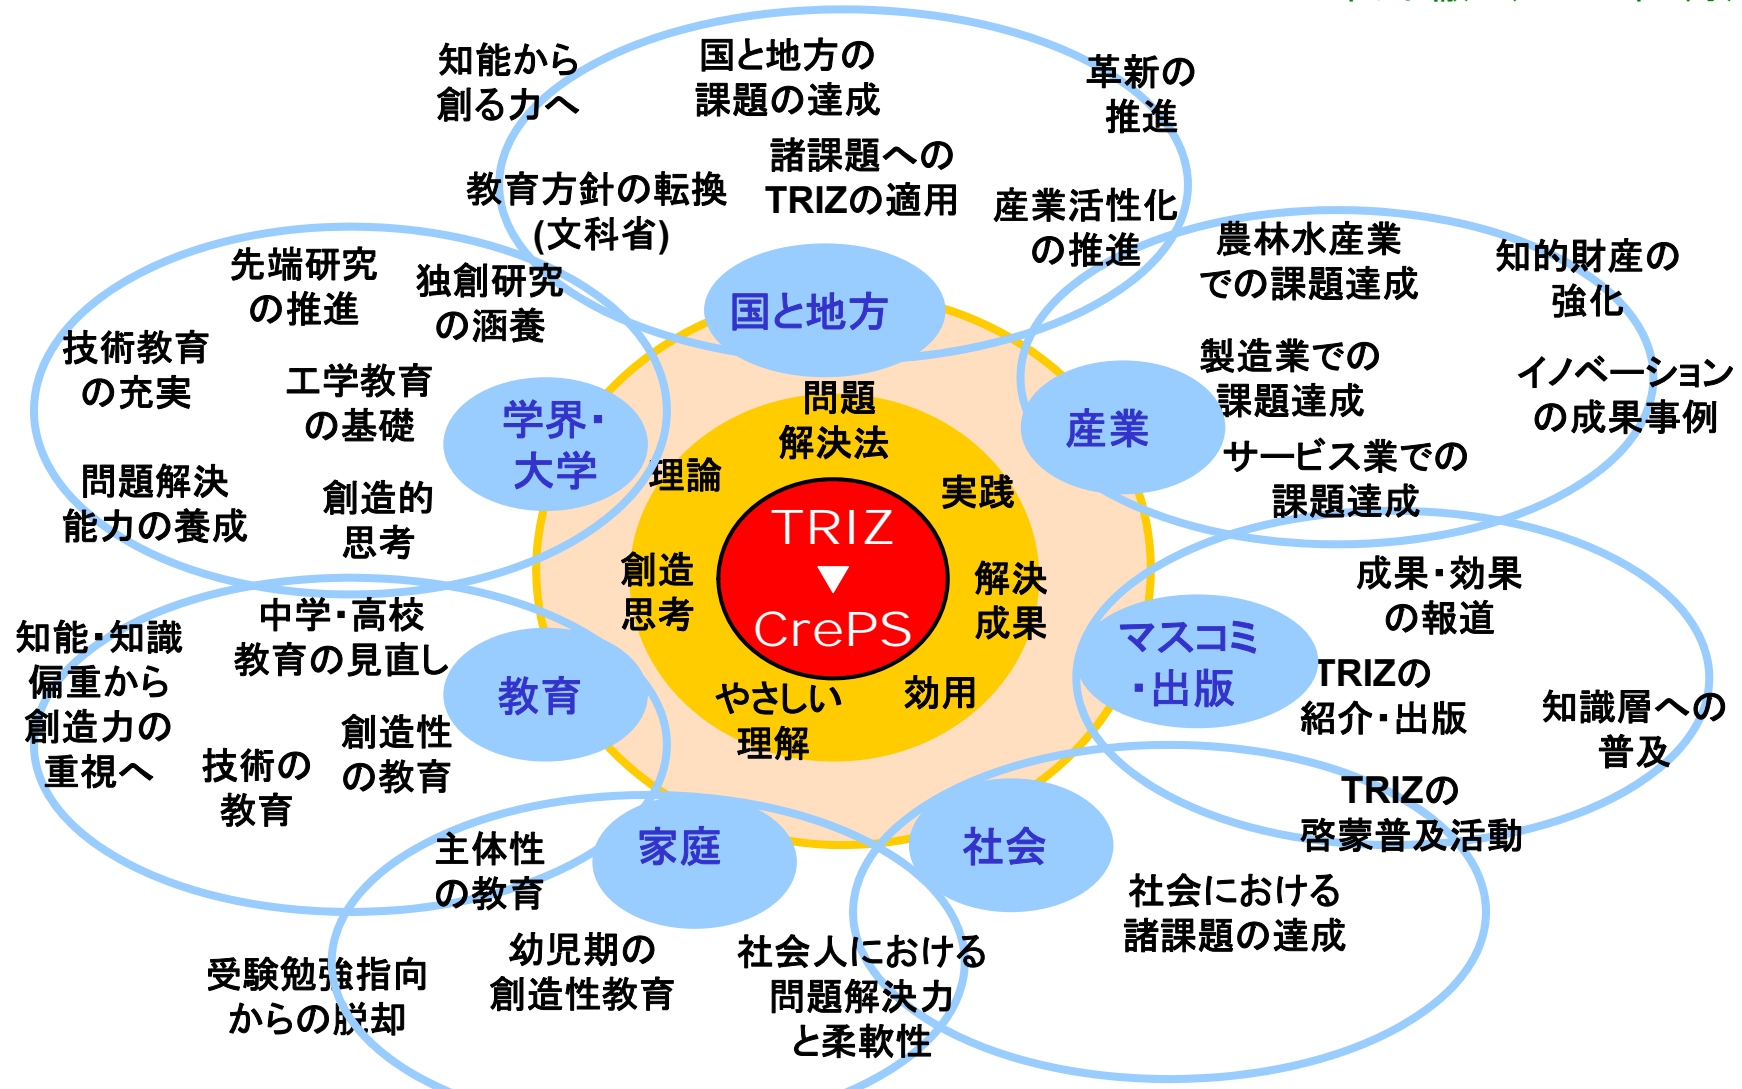 知能から
創る力へ
国と地方の
課題の達成
革新の
推進
諸課題への
TRIZの適用
教育方針の転換
(文科省)
産業活性化
の推進
国と地方
先端研究
の推進
独創研究
の涵養
技術教育
の充実
工学教育
の基礎
学界・
大学
問題解決
能力の養成
創造的
思考
農林水産業
での課題達成
知的財産の
強化
製造業での
課題達成
イノベーション
の成果事例
産業
サービス業での
課題達成
問題
解決法
理論
実践
TRIZ
▼
CrePS
創造
思考
解決
成果
やさしい
理解
効用
成果・効果
の報道
マスコミ
・出版
TRIZの
紹介・出版
知識層への
普及
TRIZの
啓蒙普及活動
中学・高校
教育の見直し
知能・知識
偏重から
創造力の
重視へ
教育
創造性
の教育
技術の
教育
家庭
主体性
の教育
幼児期の
創造性教育
受験勉強指向
からの脱却
社会
社会における
諸課題の達成
社会人における
問題解決力
と柔軟性